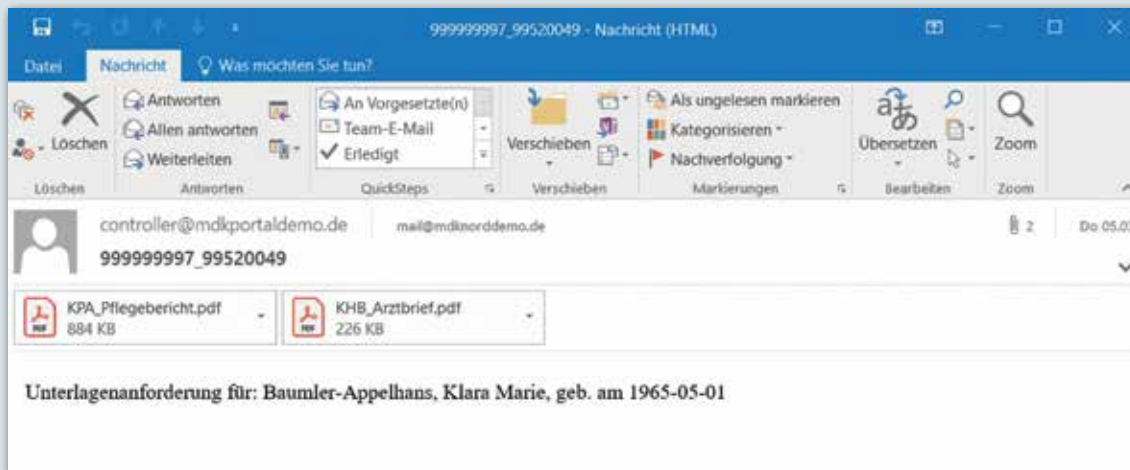 999999997_99520049 - Nachricht (HTML)
Datei Nachricht Was möchten Sie tun?
Löschen
Antworten
Allen antworten
Weiterleiten
An Vorgesetzte(n)
Team-E-Mail
Erledigt
Verschieben
Als ungelesen markieren
Kategorisieren
Nachverfolgung
Übersetzen
Zoom
Löschen Antworten QuickSteps Verschieben Markierungen Bearbeiten Zoom
controller@mdkportaldemo.de mail@mdknorddemo.de 2 Do 05.03
999999997_99520049
KPA_Pflegebericht.pdf
884 KB
KHB_Arztbrief.pdf
226 KB
Unterlagenanforderung für: Baumler-Appelhans, Klara Marie, geb. am 1965-05-01